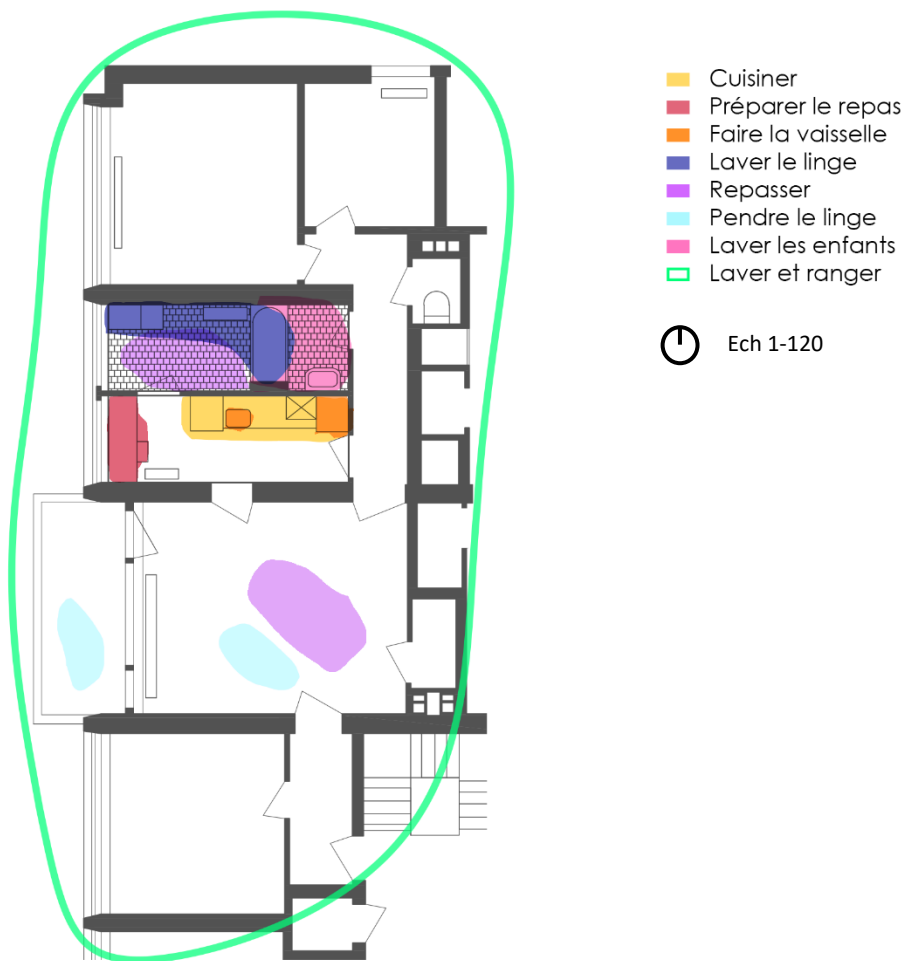 Cuisiner
Préparer le repas
Faire la vaisselle
Laver le linge
Repasser
Pendre le linge
Laver les enfants
Laver et ranger
Ech 1-120